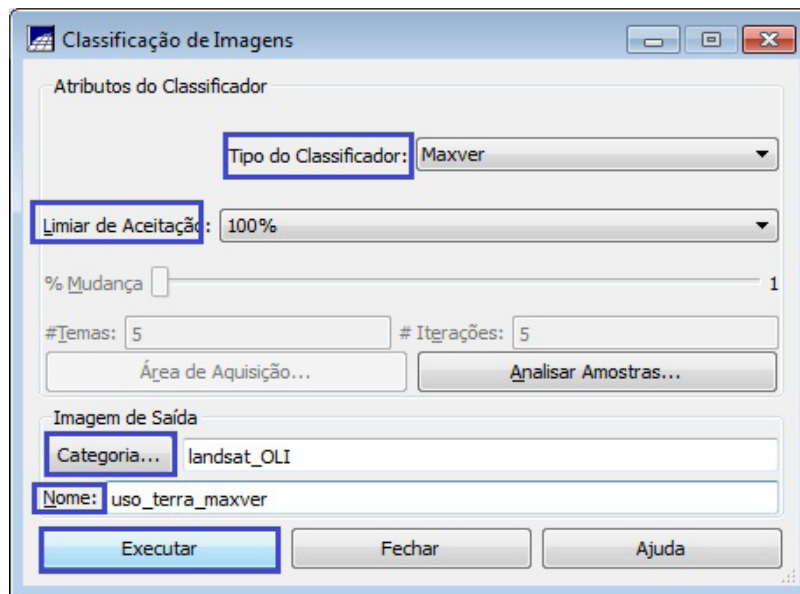 Classificação de Imagens
Atributos do Classificador
Tipo do Classificador: Maxver
Limiar de Aceitação: 100%
% Mudança 1
#Temas: 5 # Iterações: 5
Área de Aquisição... Analisar Amostras...
Imagem de Saída
Categoria... landsat_OLI
Nome: uso_terra_maxver
Executar Fechar Ajuda